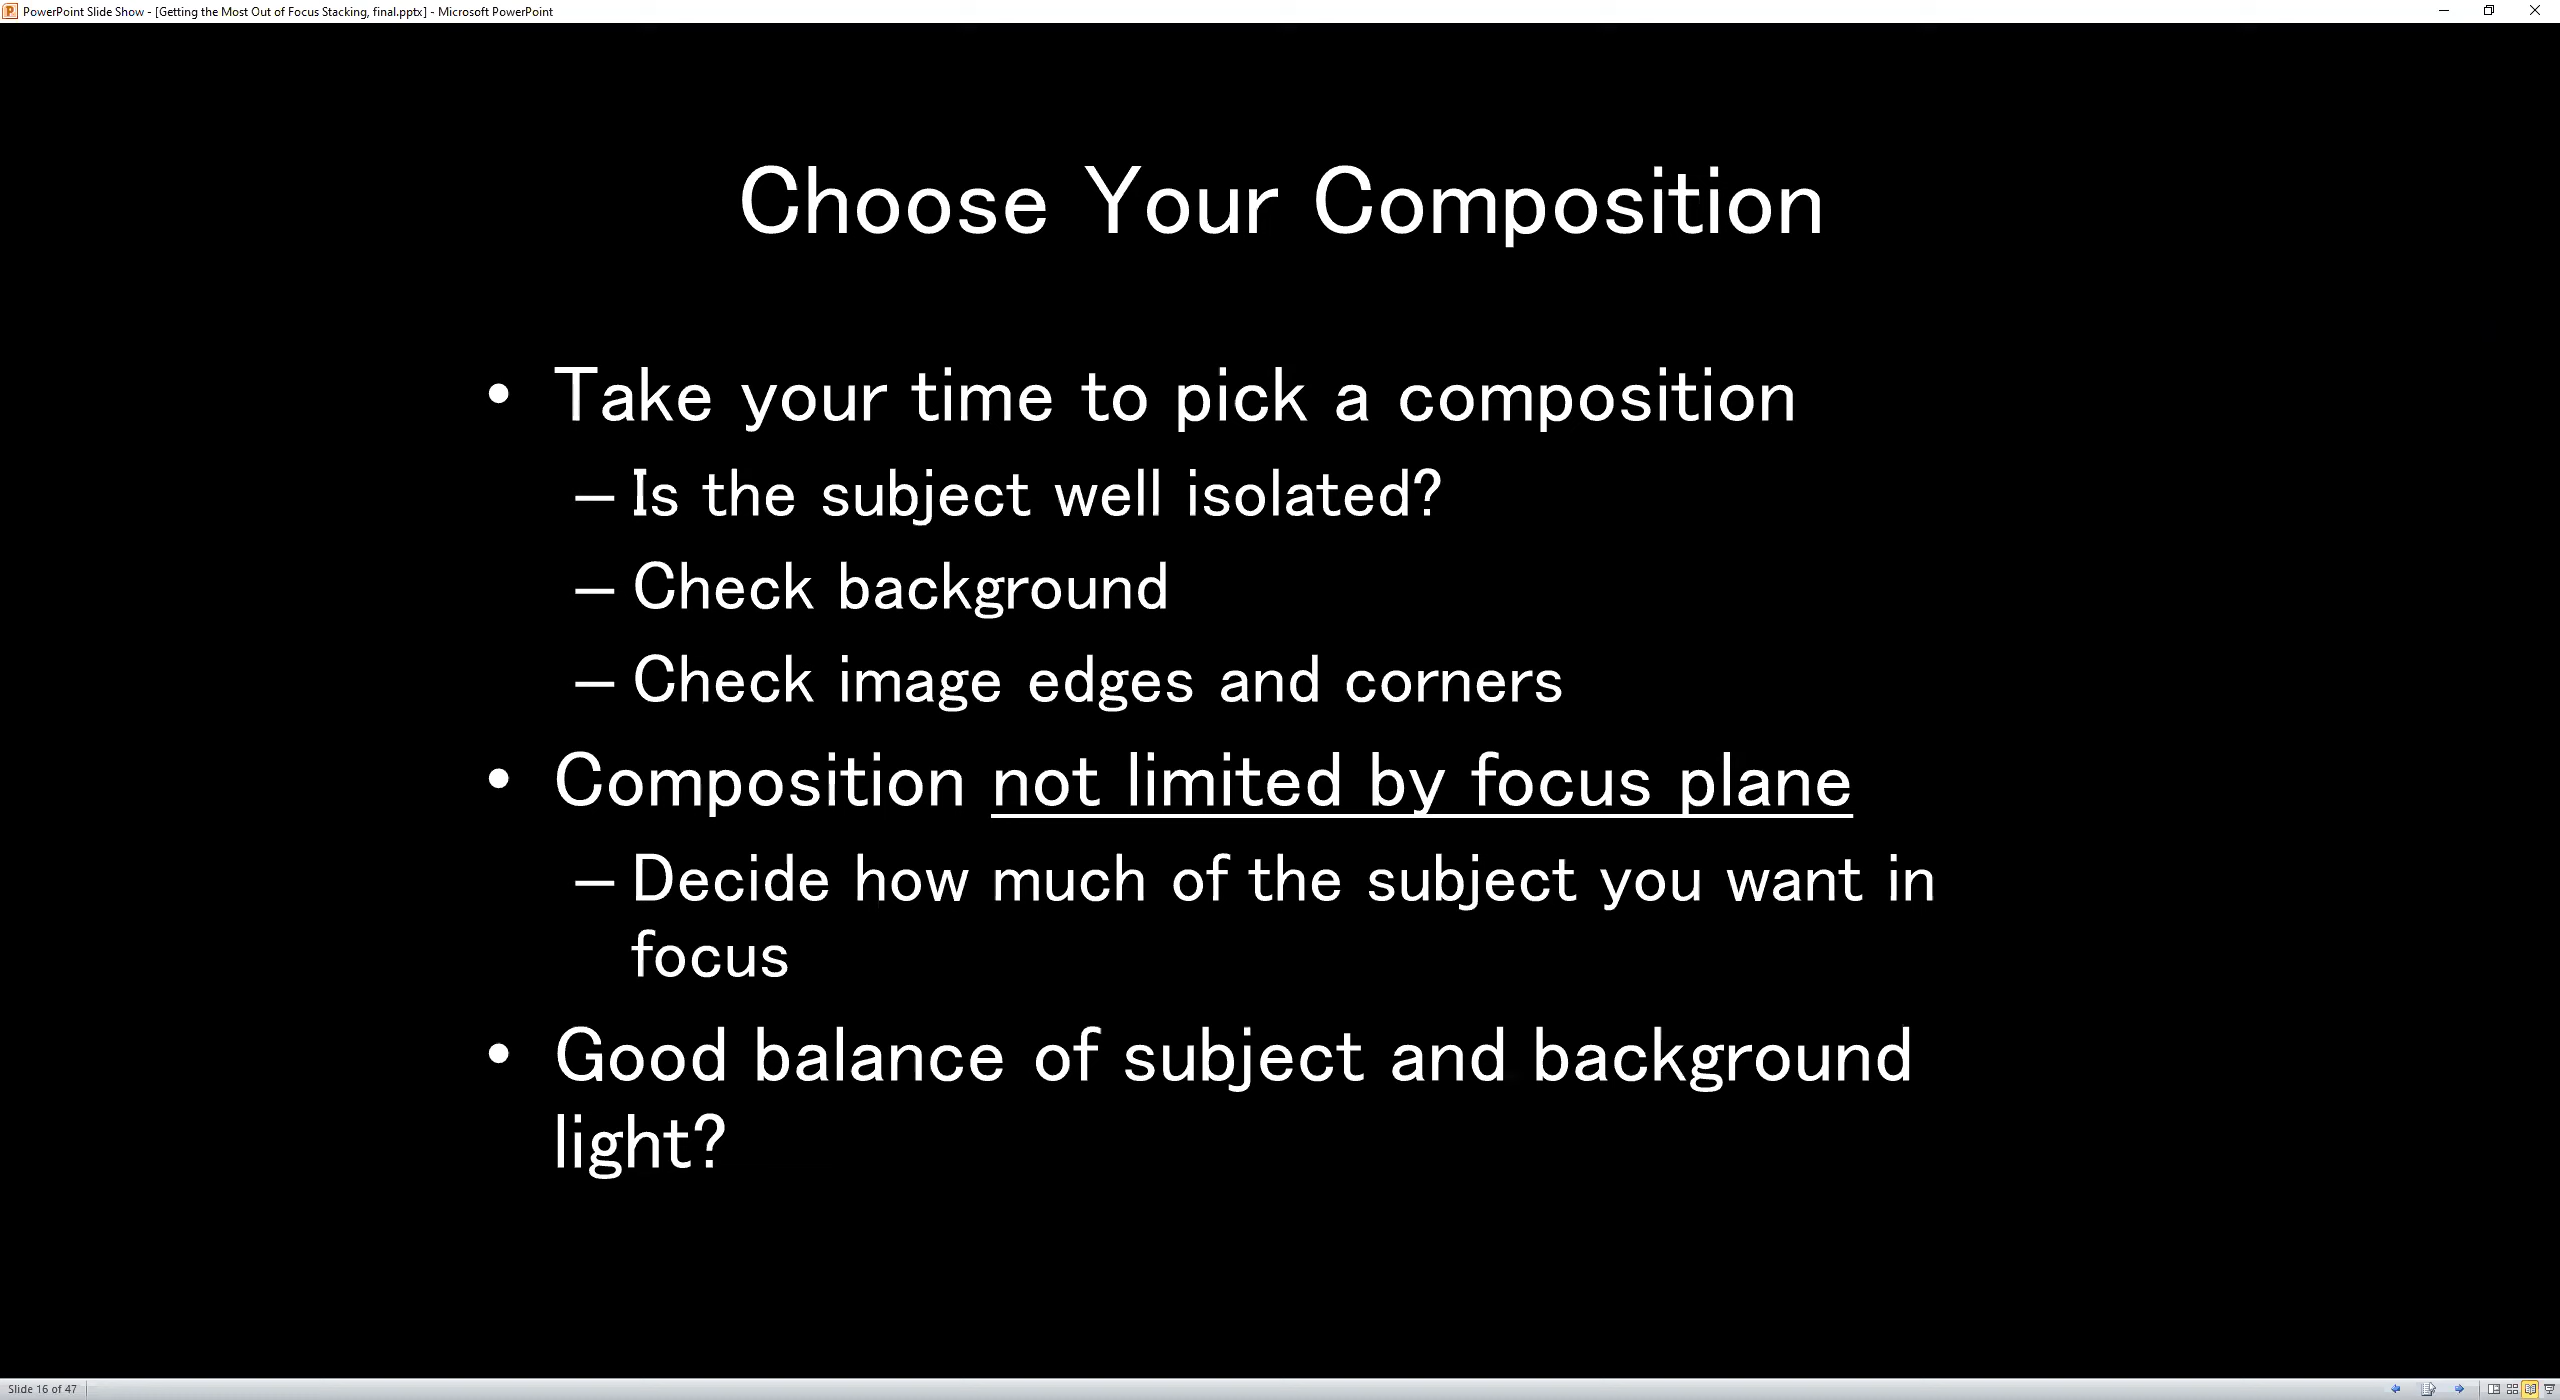 PowerPoint Slide Show - [Getting the Most Out of Focus Stacking, final.pptx] - Microsoft PowerPoint
Choose Your Composition
• Take your time to pick a composition
– Is the subject well isolated?
– Check background
– Check image edges and corners
• Composition not limited by focus plane
– Decide how much of the subject you want in
focus
• Good balance of subject and background
light?
Slide 16 of 47